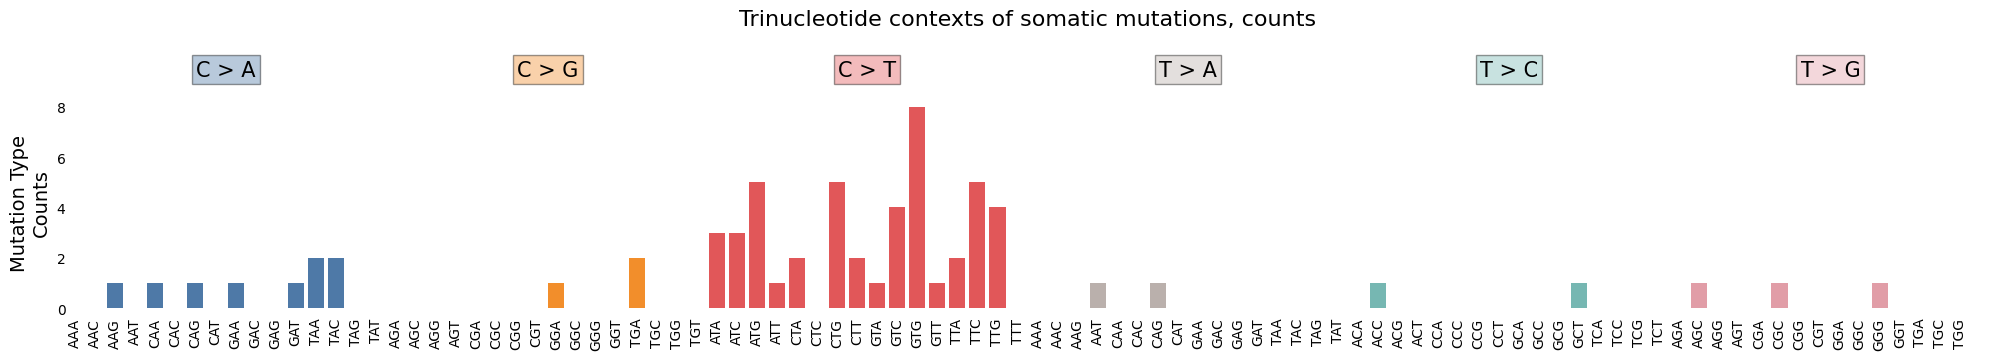 Trinucleotide contexts of somatic mutations, counts
C > A C > G C > T T > A T > C T > G
Mutation Type
Counts
8
6
4
2
0
AAA AAC AAG AAT CAA CAC CAG CAT GAA GAC GAG GAT TAA TAC TAG TAT AGA AGC AGG AGT CGA CGC CGG CGT GGA GGC GGG GGT TGA TGC TGG TGT ATA ATC ATG ATT CTA CTC CTG CTT GTA GTC GTG GTT TTA TTC TTG TTT AAA AAC AAG AAT CAA CAC CAG CAT GAA GAC GAG GAT TAA TAC TAG TAT ACA ACC ACG ACT CCA CCC CCG CCT GCA GCC GCG GCT TCA TCC TCG TCT AGA AGC AGG AGT CGA CGC CGG CGT GGA GGC GGG GGT TGA TGC TGG